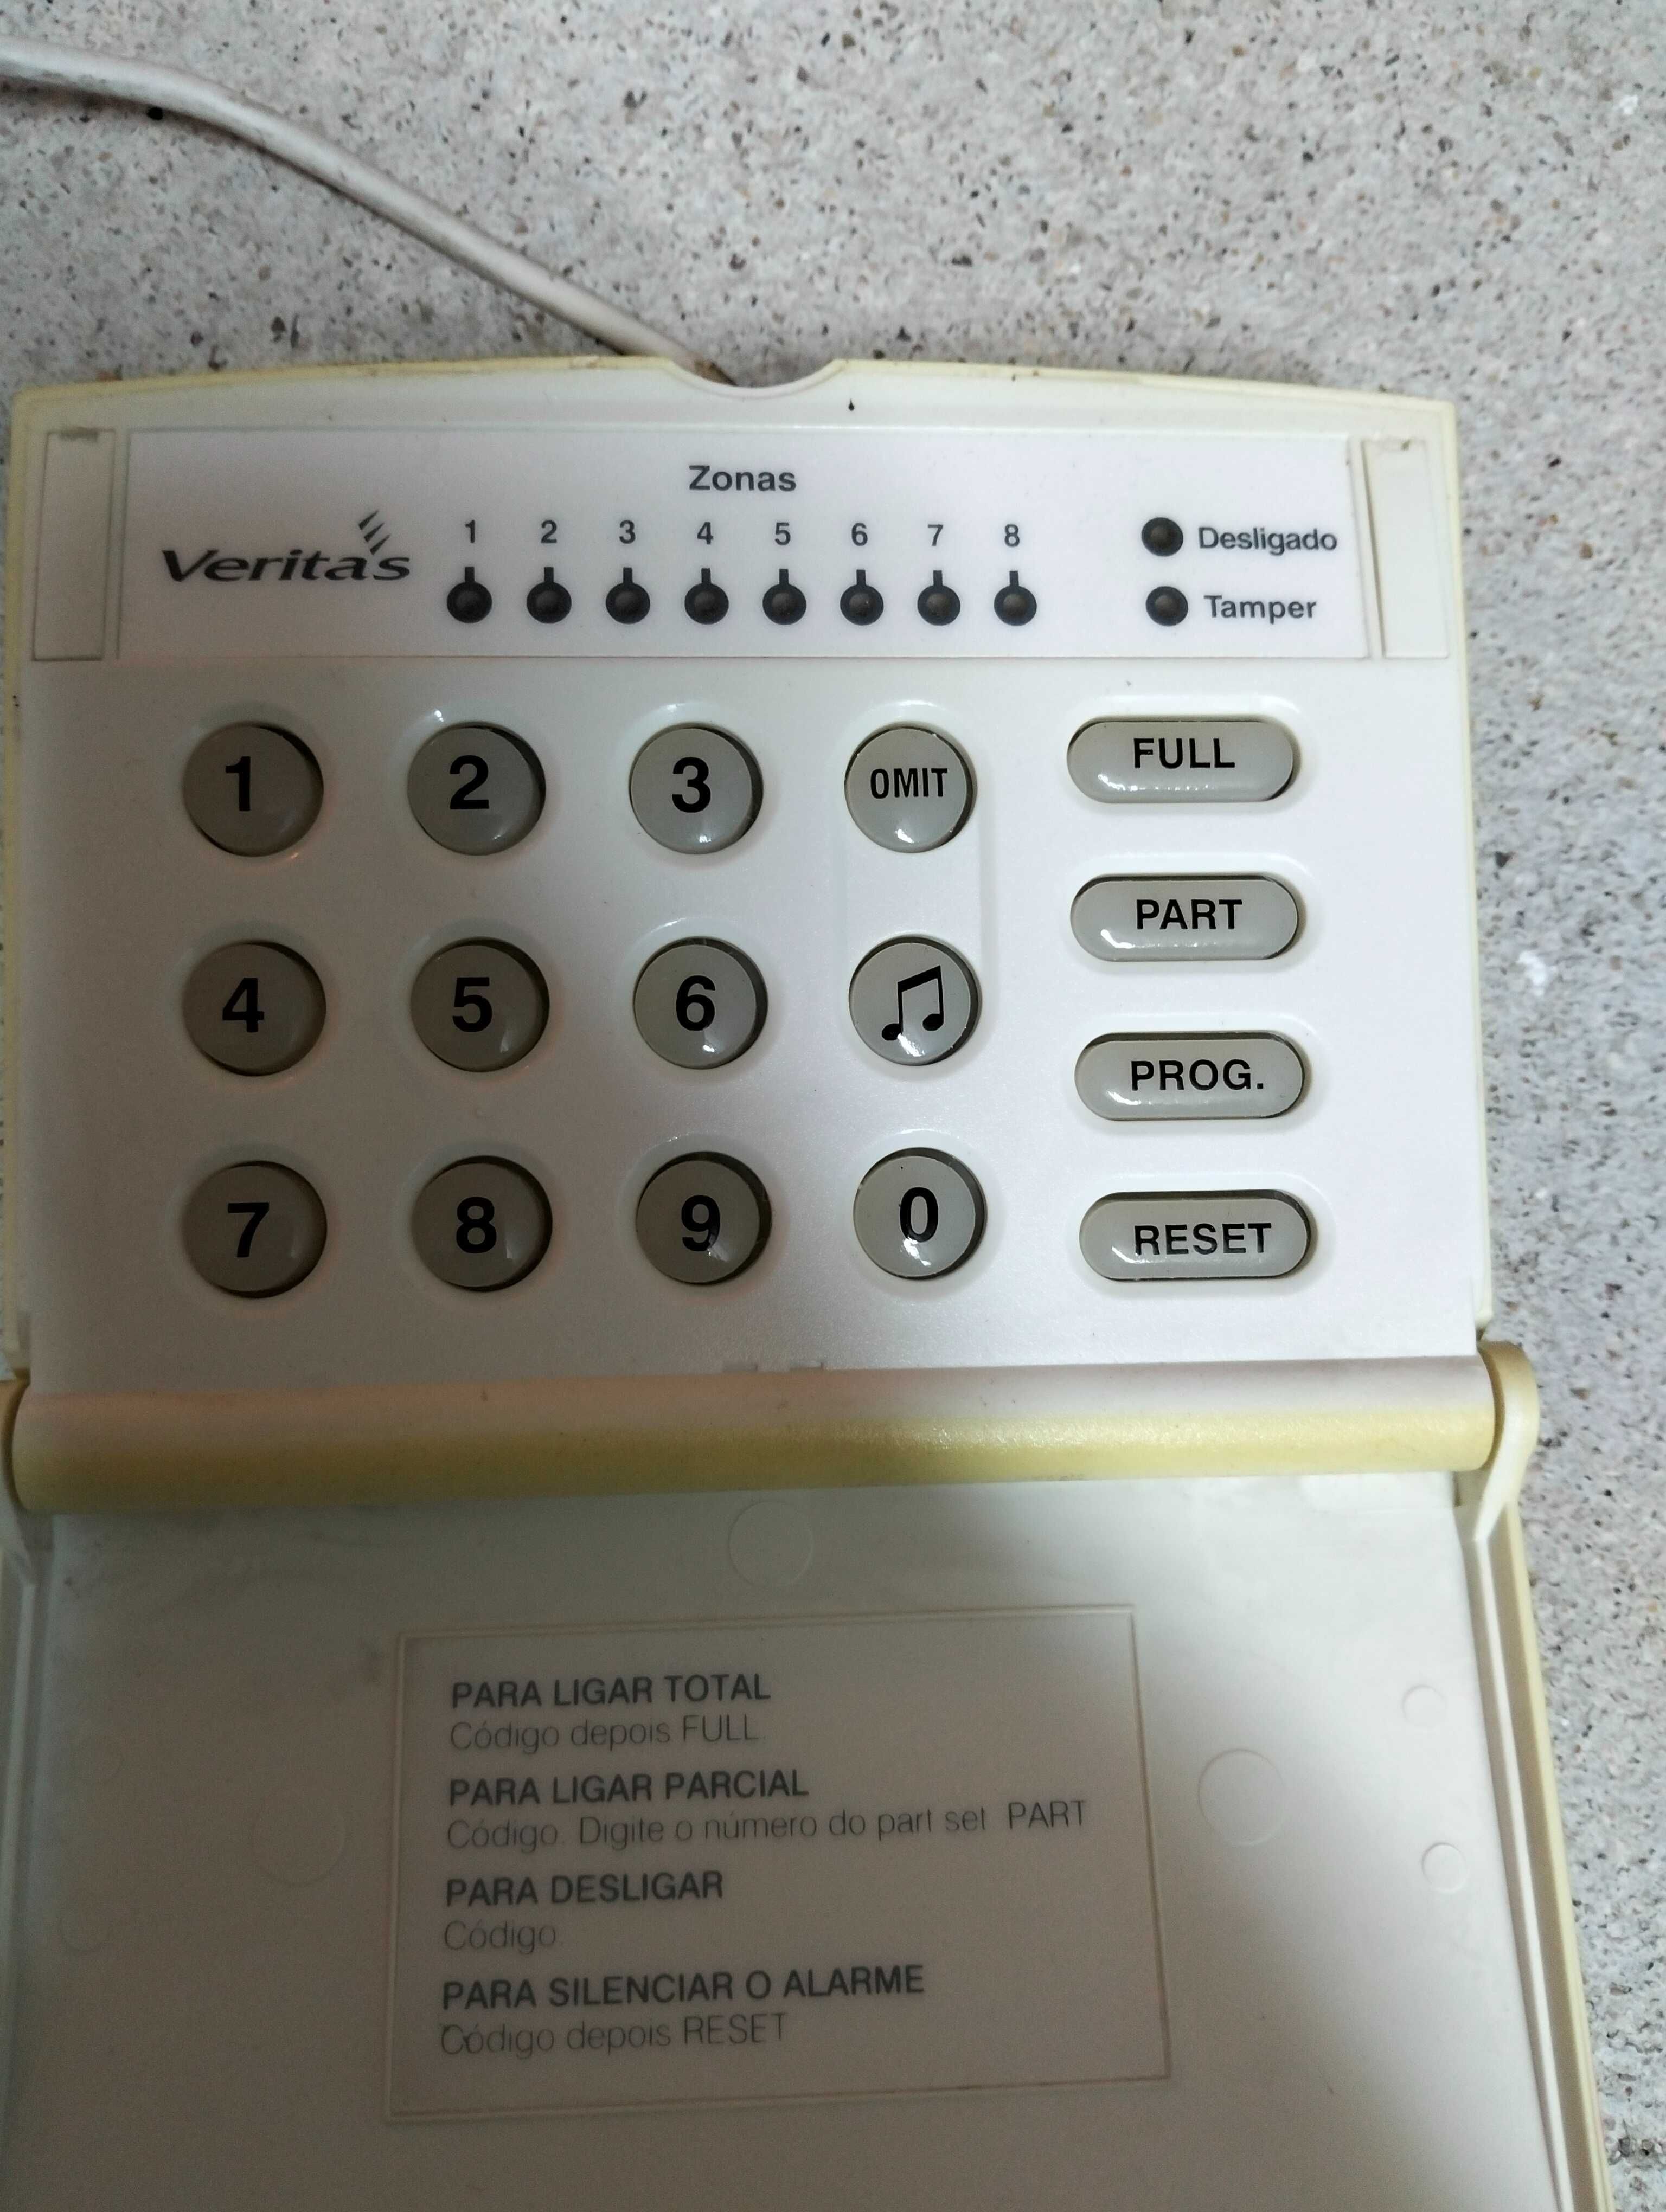 Zonas
Veritas
1 2 3 4 5 6 7 8
Desligado
Tamper
1 2 3 OMIT FULL
PART
4 5 6
PROG.
7 8 9 0 RESET
PARA LIGAR TOTAL
Código depois FULL.
PARA LIGAR PARCIAL
Código. Digite o número do part set PART
PARA DESLIGAR
Código.
PARA SILENCIAR O ALARME
Código depois RESET